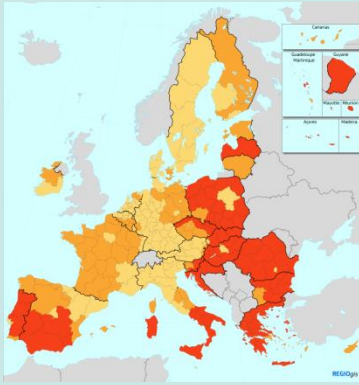 Canarias
Guadeloupe
Martinique
Guyane
Mayotte
Réunion
Açores
Madeira
REGIOgis